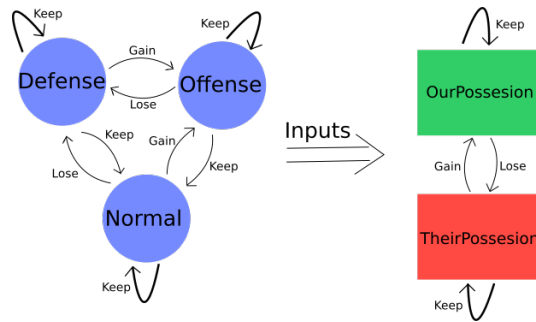 Keep
Keep
Keep
Gain
Defense
Offense
OurPossesion
Lose
Keep
Gain
Inputs
Keep
Lose
Gain
Lose
Normal
TheirPossesion
Keep
Keep